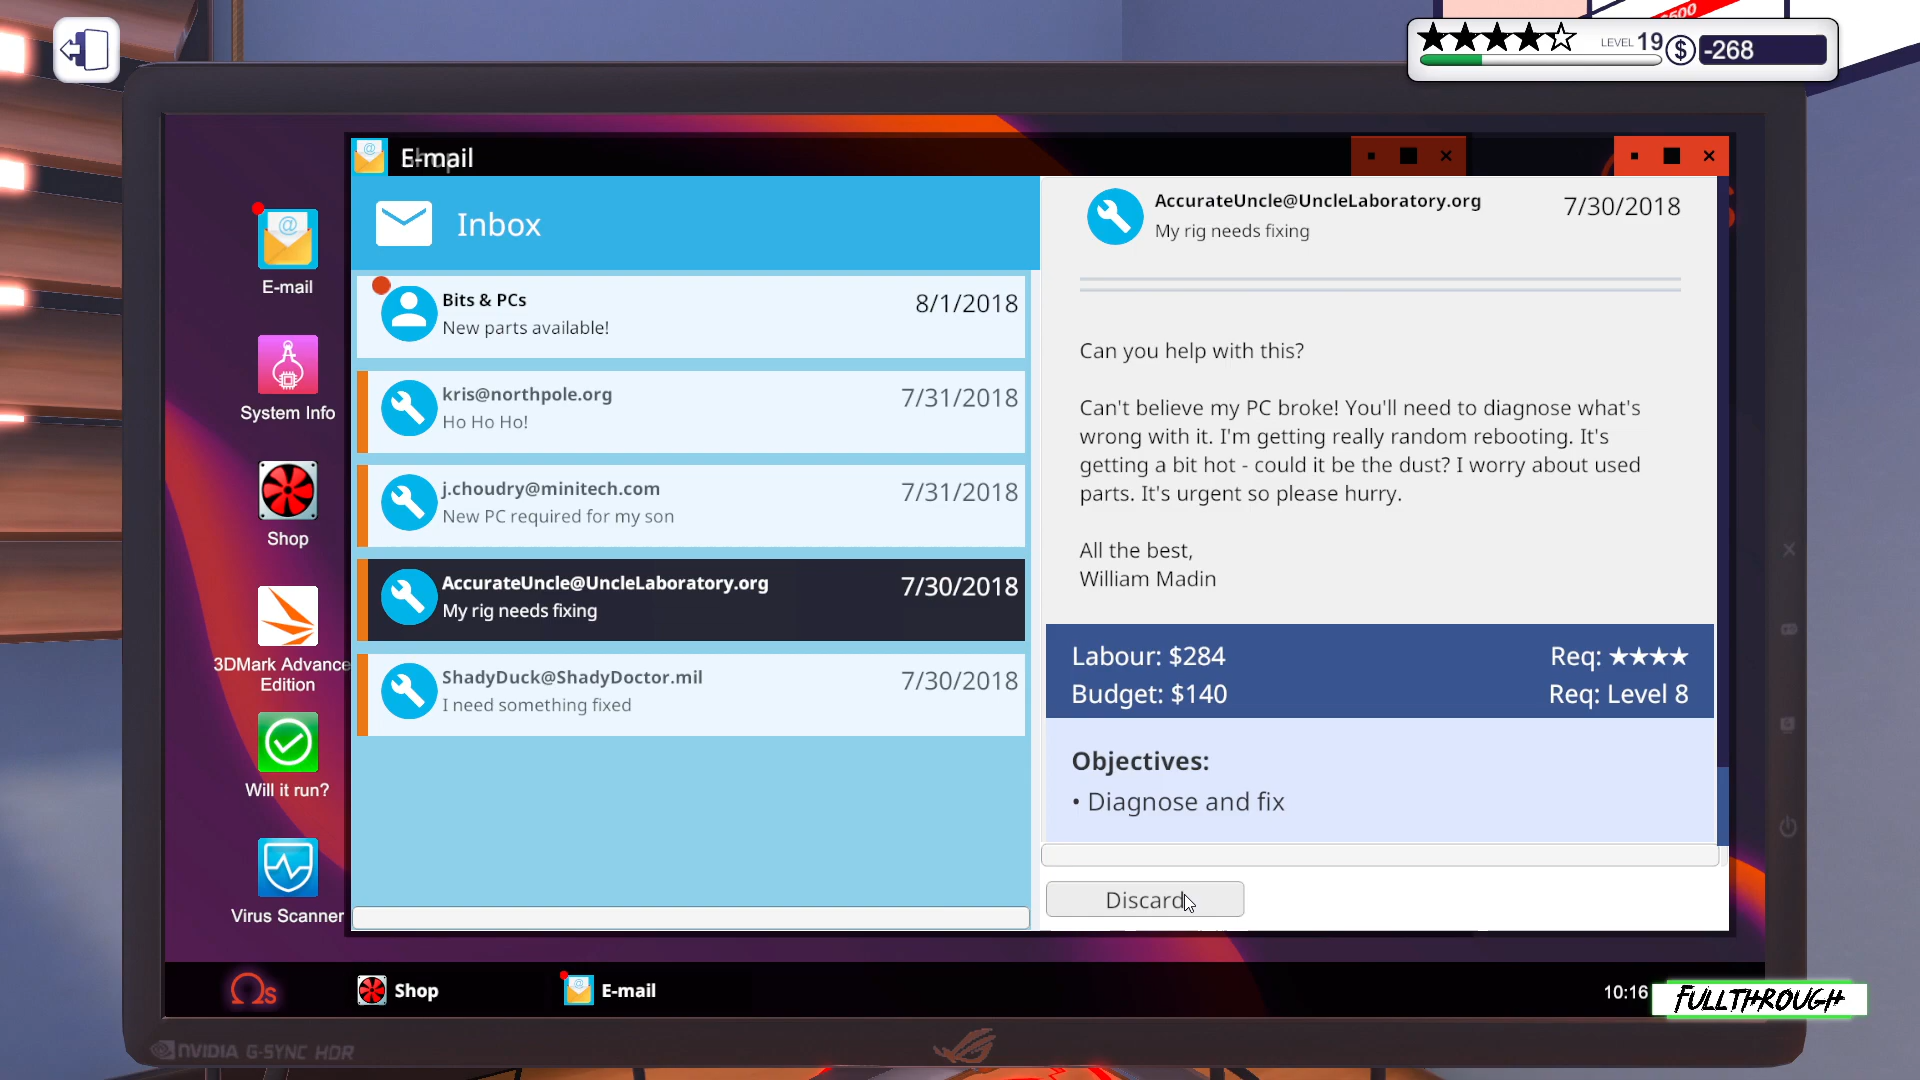 $500
LEVEL 19
$ -268
E-mail
Inbox
Bits & PCs
8/1/2018
New parts available!
kris@northpole.org
7/31/2018
Ho Ho Ho!
j.choudry@minitech.com
7/31/2018
New PC required for my son
AccurateUncle@UncleLaboratory.org
7/30/2018
My rig needs fixing
ShadyDuck@ShadyDoctor.mil
7/30/2018
I need something fixed
AccurateUncle@UncleLaboratory.org
7/30/2018
My rig needs fixing
Can you help with this?
Can't believe my PC broke! You'll need to diagnose what's
wrong with it. I'm getting really random rebooting. It's
getting a bit hot - could it be the dust? I worry about used
parts. It's urgent so please hurry.
All the best,
William Madin
Labour: $284
Req: ★★★★
Budget: $140
Req: Level 8
Objectives:
• Diagnose and fix
Discard
E-mail
System Info
Shop
3DMark Advance
Edition
Will it run?
Virus Scanner
Ωs
Shop
E-mail
10:16
FULLTHROUGH
NVIDIA G-SYNC HDR